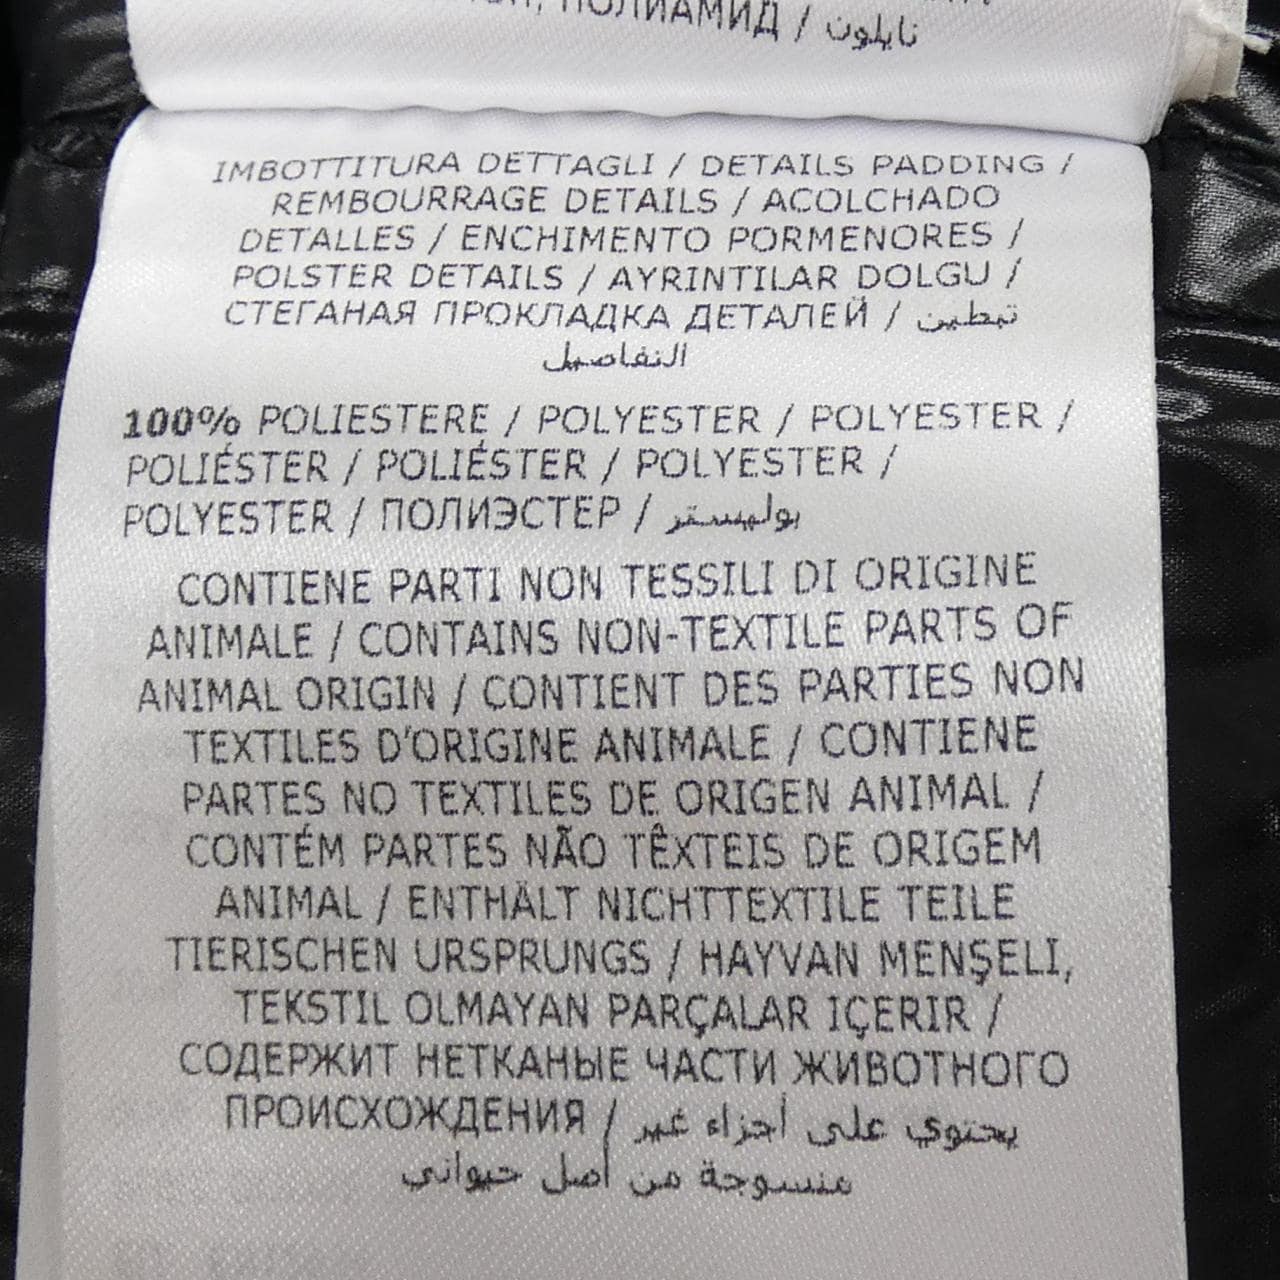 ПОЛИАМИД / نايلون
IMBOTTITURA DETTAGLI / DETAILS PADDING /
REMBOURRAGE DETAILS / ACOLCHADO
DETALLES / ENCHIMENTO PORMENORES /
POLSTER DETAILS / AYRINTILAR DOLGU /
СТЕГАНАЯ ПРОКЛАДКА ДЕТАЛЕЙ / تبطين
التفاصيل
100% POLIESTERE / POLYESTER / POLYESTER /
POLIÉSTER / POLIÉSTER / POLYESTER /
POLYESTER / ПОЛИЭСТЕР / بوليستر
CONTIENE PARTI NON TESSILI DI ORIGINE
ANIMALE / CONTAINS NON-TEXTILE PARTS OF
ANIMAL ORIGIN / CONTIENT DES PARTIES NON
TEXTILES D'ORIGINE ANIMALE / CONTIENE
PARTES NO TEXTILES DE ORIGEN ANIMAL /
CONTÉM PARTES NÃO TÊXTEIS DE ORIGEM
ANIMAL / ENTHÄLT NICHTTEXTILE TEILE
TIERISCHEN URSPRUNGS / HAYVAN MENŞELI,
TEKSTIL OLMAYAN PARÇALAR IÇERIR /
СОДЕРЖИТ НЕТКАНЫЕ ЧАСТИ ЖИВОТНОГО
ПРОИСХОЖДЕНИЯ / يحتوي على أجزاء غير
منسوجة من أصل حيواني